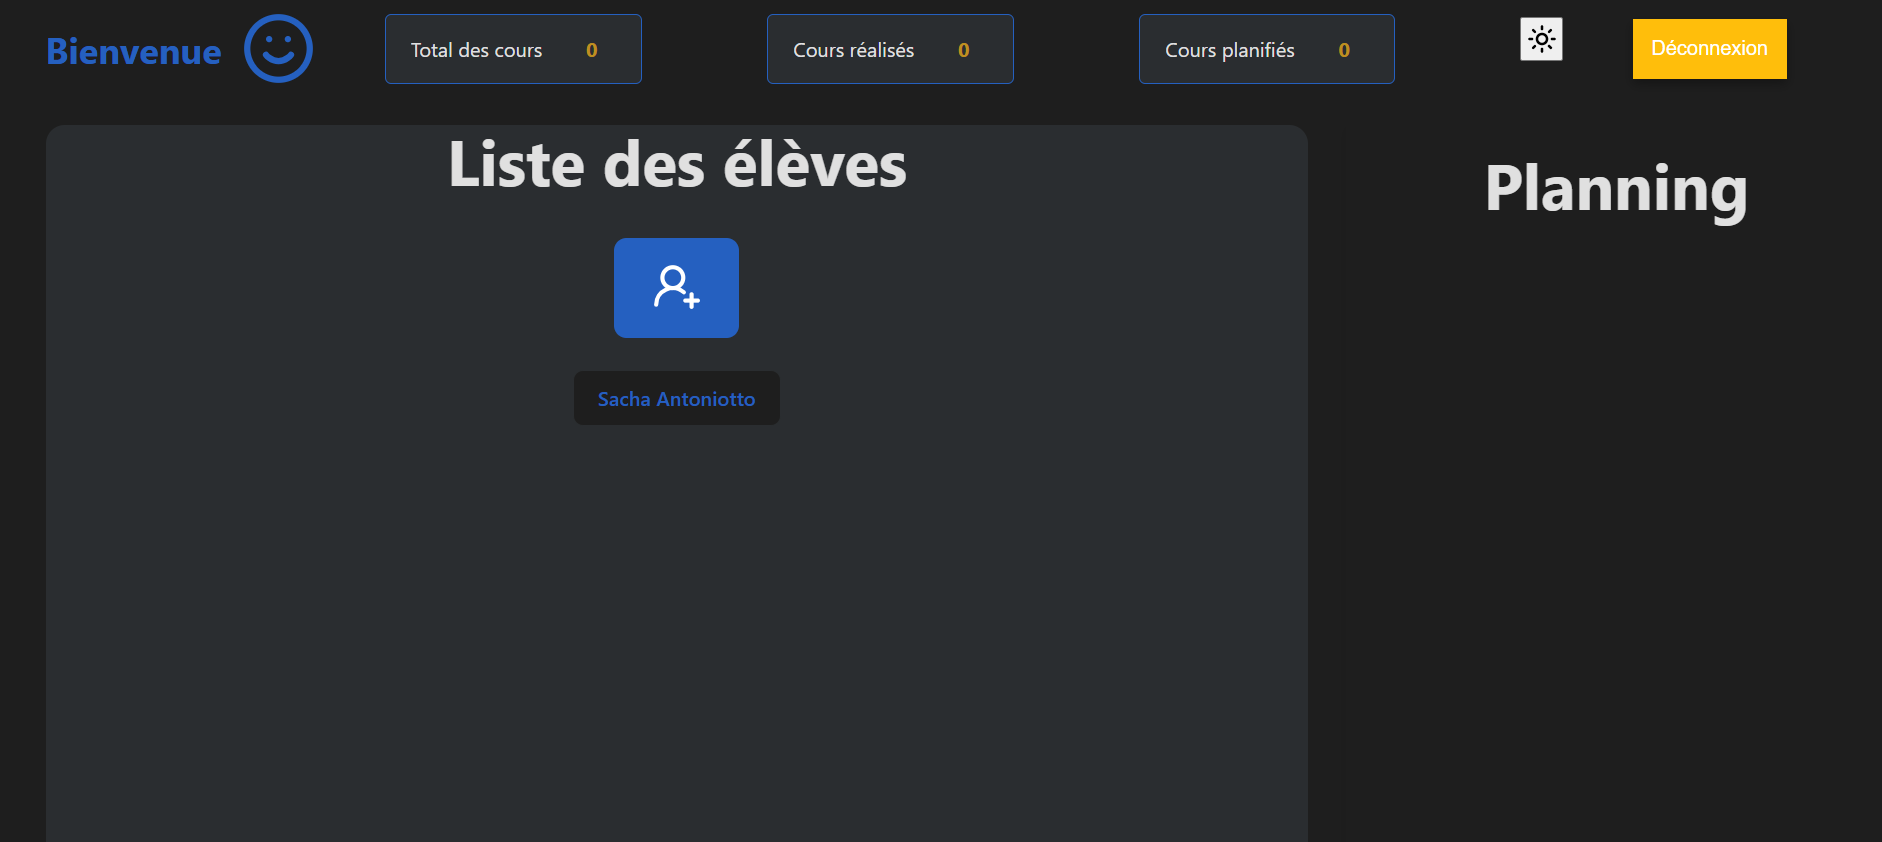 Bienvenue
Total des cours 0
Cours réalisés 0
Cours planifiés 0
Déconnexion
Liste des élèves
Sacha Antoniotto
Planning